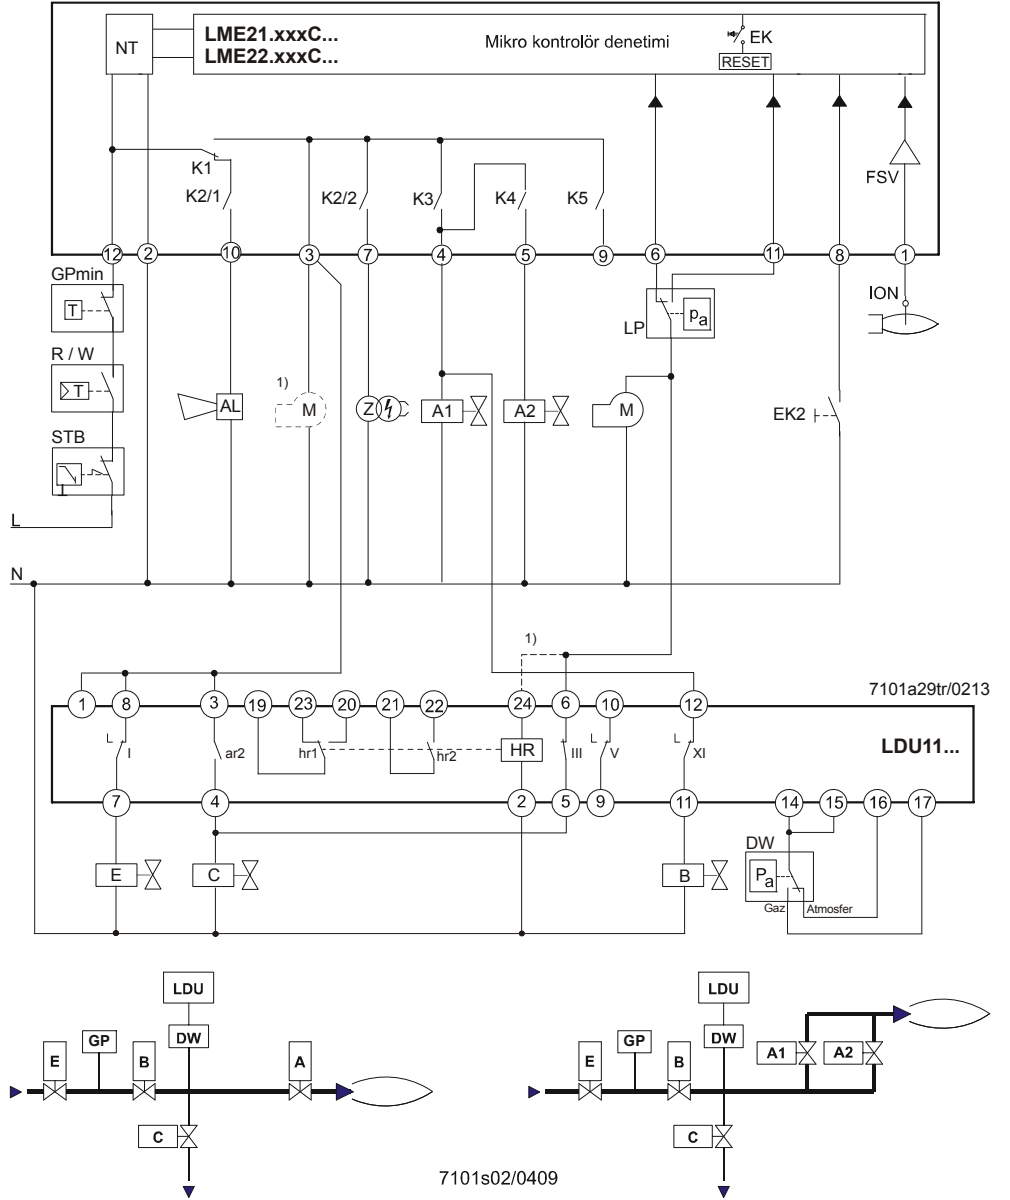 LME21.xxxC...
NT
Mikro kontrolör denetimi
EK
LME22.xxxC...
RESET
K1
FSV
K2/1
K2/2
K3
K4
K5
12
2
10
3
7
4
5
9
6
11
8
1
GPmin
ION
T
LP
pa
R / W
T
1)
AL
M
Z
A1
A2
M
EK2
STB
L
N
1)
7101a29tr/0213
1
8
3
19
23
20
21
22
24
6
10
12
LDU11...
L
I
ar2
hr1
hr2
HR
III
L
V
L
XI
7
4
2
5
9
11
14
15
16
17
DW
E
C
B
Pa
Gaz
Atmosfer
LDU
LDU
GP
DW
GP
DW
E
B
A
E
B
A1
A2
C
C
7101s02/0409